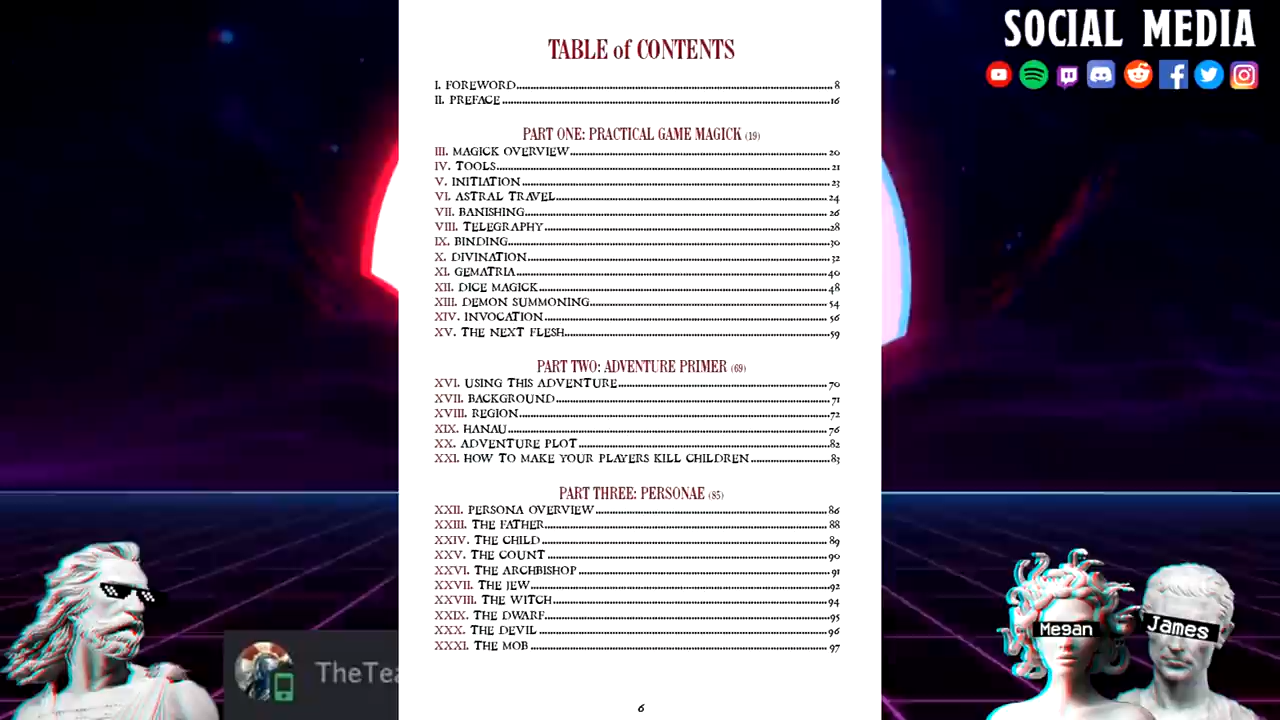 SOCIAL MEDIA
TABLE of CONTENTS
I. FOREWORD 8
II. PREFACE 16
PART ONE: PRACTICAL GAME MAGICK (19)
III. MAGICK OVERVIEW 20
IV. TOOLS 21
V. INITIATION 23
VI. ASTRAL TRAVEL 24
VII. BANISHING 26
VIII. TELEGRAPHY 28
IX. BINDING 30
X. DIVINATION 32
XI. GEMATRIA 40
XII. DICE MAGICK 48
XIII. DEMON SUMMONING 54
XIV. INVOCATION 56
XV. THE NEXT FLESH 59
PART TWO: ADVENTURE PRIMER (69)
XVI. USING THIS ADVENTURE 70
XVII. BACKGROUND 71
XVIII. REGION 72
XIX. HANAU 76
XX. ADVENTURE PLOT 82
XXI. HOW TO MAKE YOUR PLAYERS KILL CHILDREN 83
PART THREE: PERSONAE (85)
XXII. PERSONA OVERVIEW 86
XXIII. THE FATHER 88
XXIV. THE CHILD 89
XXV. THE COUNT 90
XXVI. THE ARCHBISHOP 91
XXVII. THE JEW 92
XXVIII. THE WITCH 94
XXIX. THE DWARF 95
XXX. THE DEVIL 96
XXXI. THE MOB 97
6
TheTea
Megan
James